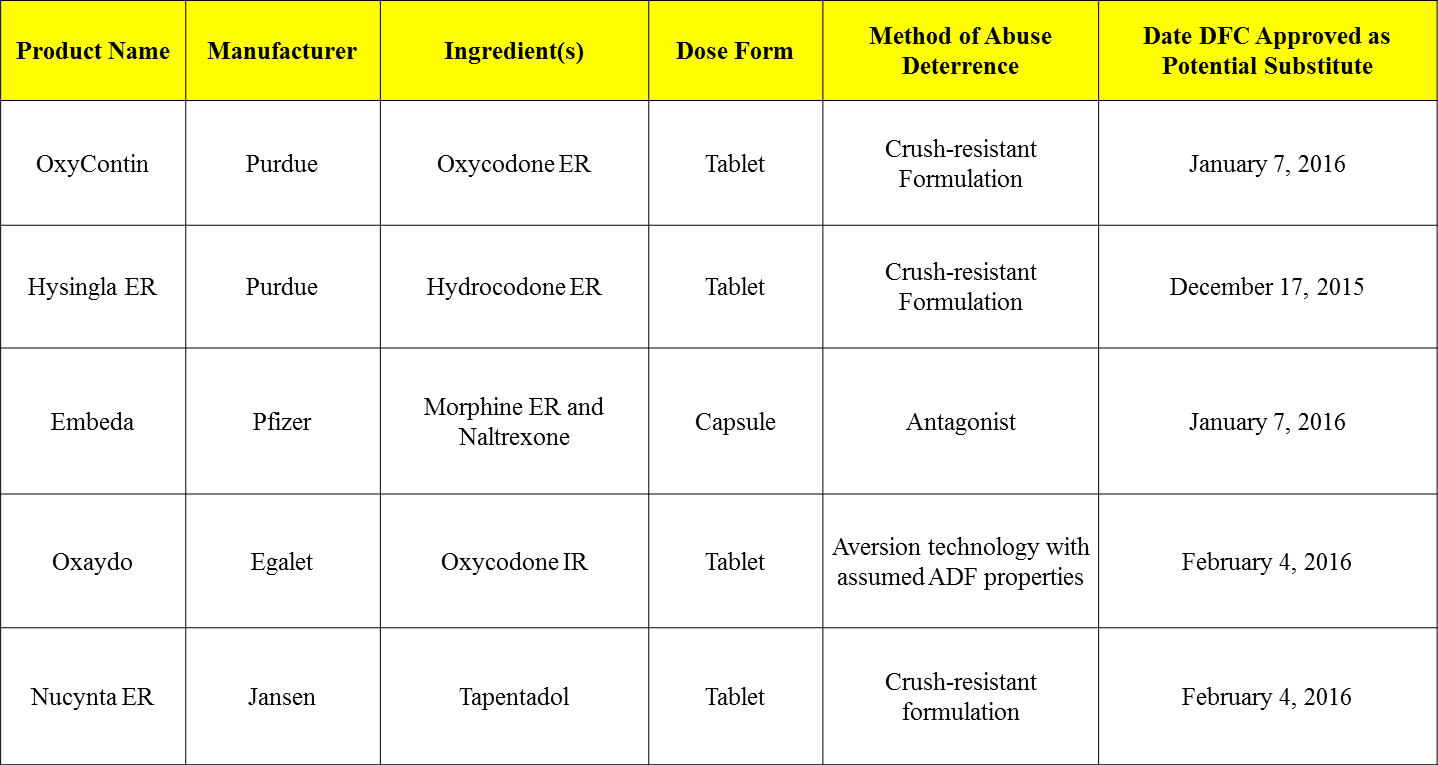 Product Name
Manufacturer
Ingredient(s)
Dose Form
Method of Abuse
Deterrence
Date DFC Approved as
Potential Substitute
OxyContin
Purdue
Oxycodone ER
Tablet
Crush-resistant
Formulation
January 7, 2016
Hysingla ER
Purdue
Hydrocodone ER
Tablet
Crush-resistant
Formulation
December 17, 2015
Embeda
Pfizer
Morphine ER and
Naltrexone
Capsule
Antagonist
January 7, 2016
Oxaydo
Egalet
Oxycodone IR
Tablet
Aversion technology with
assumed ADF properties
February 4, 2016
Nucynta ER
Jansen
Tapentadol
Tablet
Crush-resistant
formulation
February 4, 2016